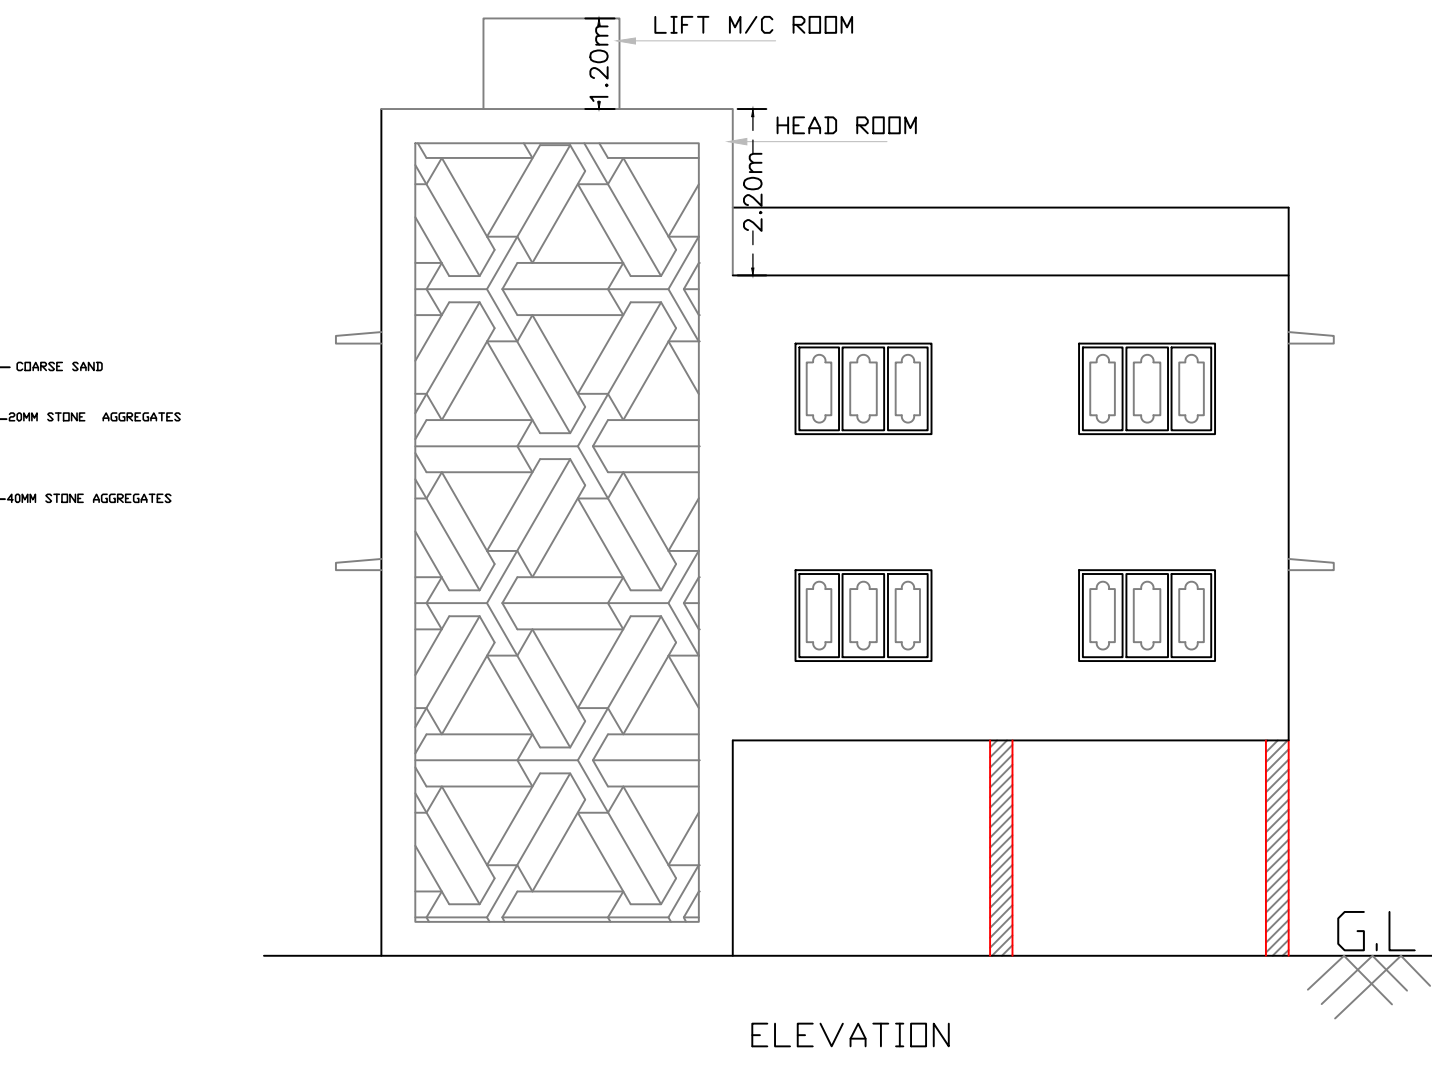 LIFT M/C ROOM
1.20m
HEAD ROOM
2.20m
COARSE SAND
20MM STONE AGGREGATES
40MM STONE AGGREGATES
G.L
ELEVATION